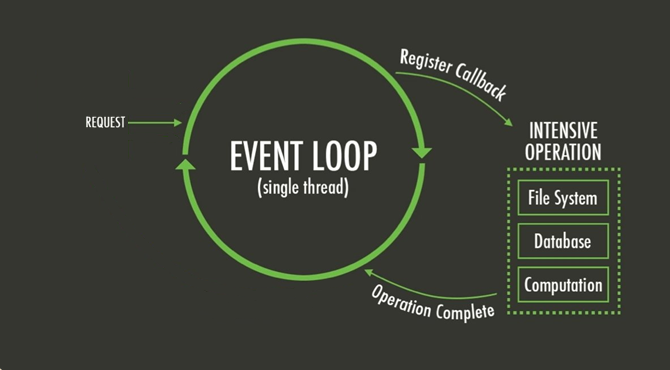 Register Callback
REQUEST
EVENT LOOP
(single thread)
INTENSIVE
OPERATION
File System
Database
Computation
Operation Complete